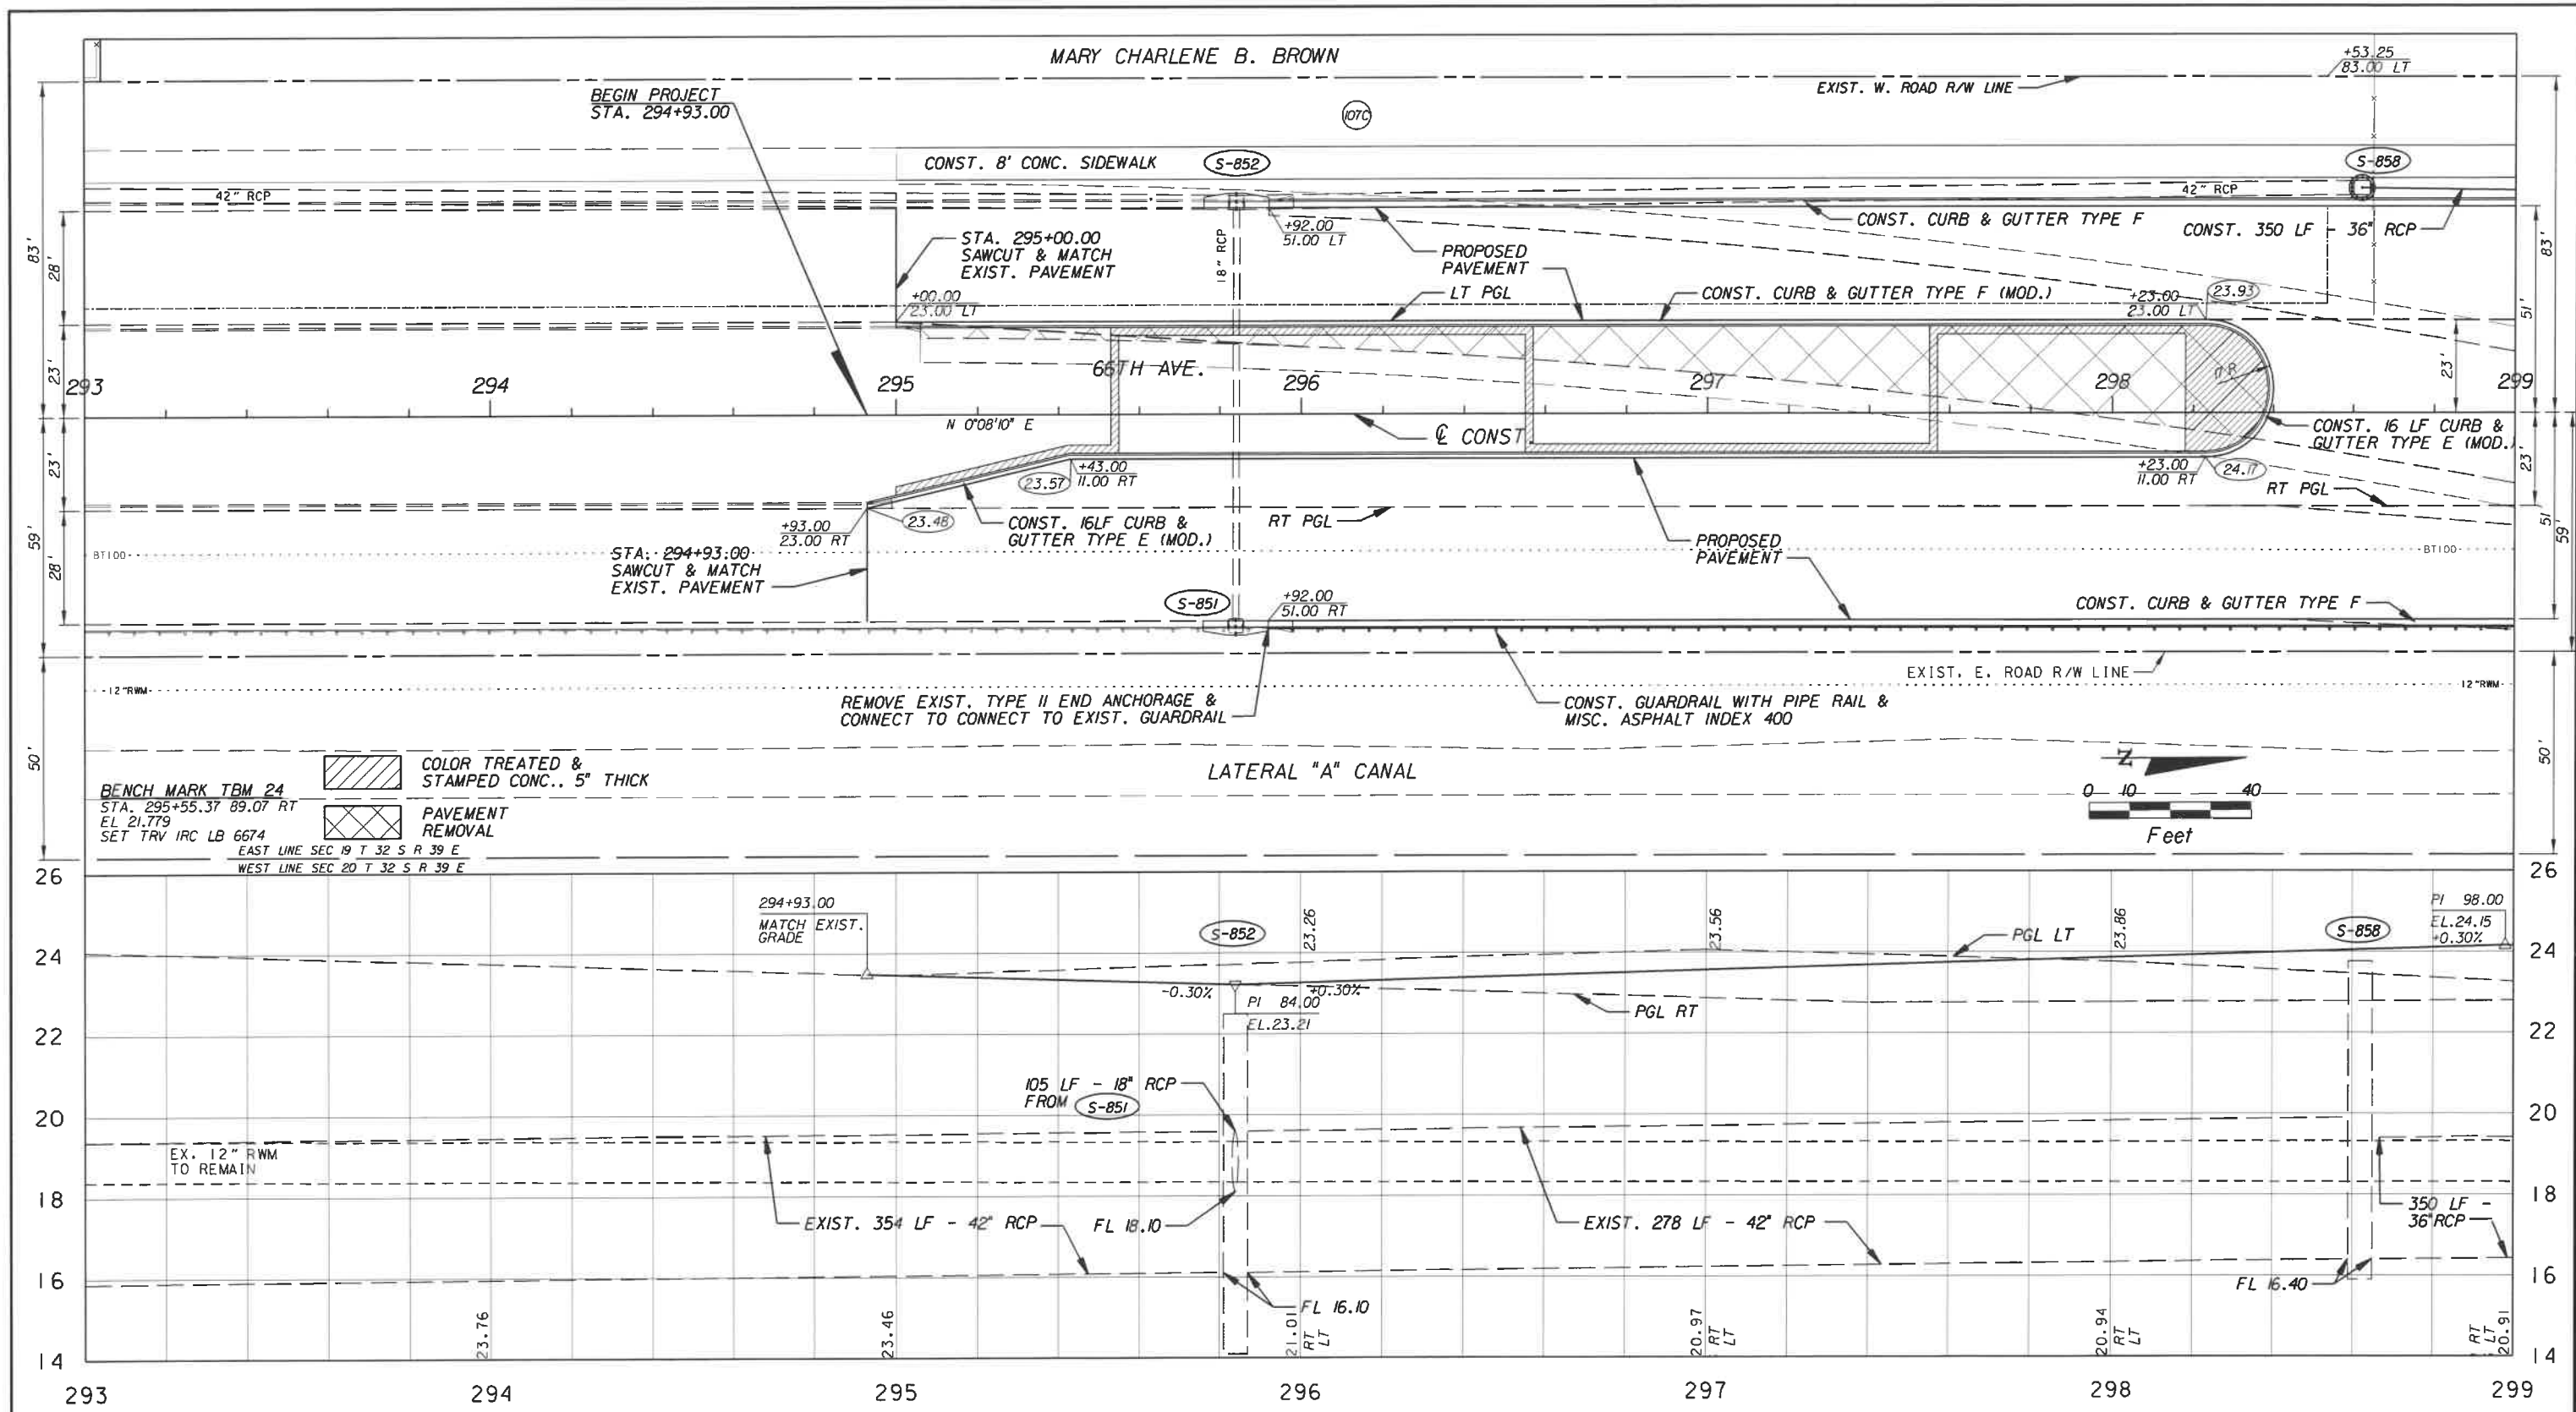 MARY CHARLENE B. BROWN
+53.25
83.00 LT
EXIST. W. ROAD R/W LINE
BEGIN PROJECT
STA. 294+93.00
107C
CONST. 8' CONC. SIDEWALK
S-852
S-858
42" RCP
42" RCP
CONST. CURB & GUTTER TYPE F
CONST. 350 LF - 36" RCP
+92.00
51.00 LT
STA. 295+00.00
SAWCUT & MATCH
EXIST. PAVEMENT
18" RCP
PROPOSED
PAVEMENT
83'
28'
83'
+00.00
23.00 LT
LT PGL
CONST. CURB & GUTTER TYPE F (MOD.)
+23.00
23.00 LT
23.93
51'
23'
66TH AVE.
23'
293
294
295
296
297
298
299
N 0°08'10" E
℄ CONST.
CONST. 16 LF CURB &
GUTTER TYPE E (MOD.)
23'
23'
+43.00
11.00 RT
23.57
+23.00
11.00 RT
24.17
RT PGL
23.48
+93.00
23.00 RT
CONST. 16LF CURB &
GUTTER TYPE E (MOD.)
RT PGL
51
59'
59'
28'
BT100
BT100
STA. 294+93.00
SAWCUT & MATCH
EXIST. PAVEMENT
PROPOSED
PAVEMENT
S-851
+92.00
51.00 RT
CONST. CURB & GUTTER TYPE F
EXIST. E. ROAD R/W LINE
12"RWM
12"RWM
REMOVE EXIST. TYPE II END ANCHORAGE &
CONNECT TO CONNECT TO EXIST. GUARDRAIL
CONST. GUARDRAIL WITH PIPE RAIL &
MISC. ASPHALT INDEX 400
50'
50'
COLOR TREATED &
STAMPED CONC., 5" THICK
LATERAL "A" CANAL
N
BENCH MARK TBM 24
STA. 295+55.37 89.07 RT
EL 21.779
SET TRV IRC LB 6674
PAVEMENT
REMOVAL
0 10 40
Feet
EAST LINE SEC 19 T 32 S R 39 E
WEST LINE SEC 20 T 32 S R 39 E
26
26
294+93.00
MATCH EXIST.
GRADE
S-852
23.26
23.56
23.86
PI 98.00
EL.24.15
+0.30%
PGL LT
S-858
24
24
-0.30%
+0.30%
PI 84.00
EL.23.21
PGL RT
22
22
105 LF - 18" RCP
FROM S-851
20
20
EX. 12" RWM
TO REMAIN
18
18
EXIST. 354 LF - 42" RCP
FL 18.10
EXIST. 278 LF - 42" RCP
350 LF -
36"RCP
16
16
FL 16.10
FL 16.40
23.76
23.46
21.01
RT
LT
20.97
RT
LT
20.94
RT
LT
RT
LT
20.91
14
14
293
294
295
296
297
298
299